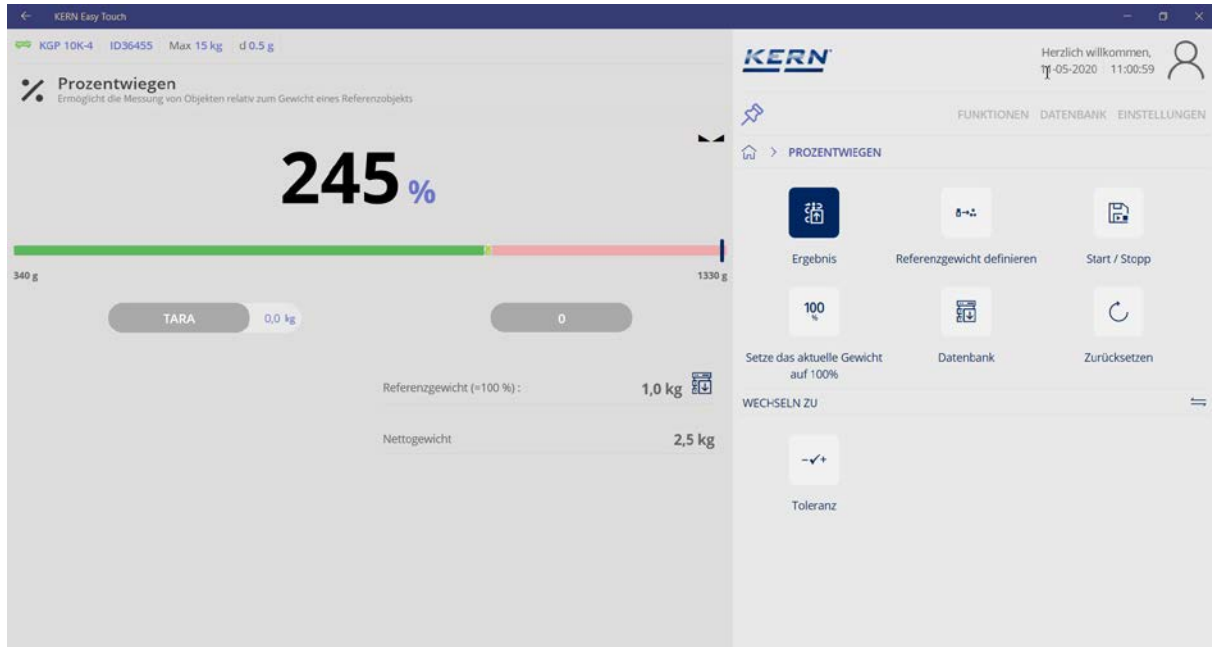 KERN Easy Touch
KGP 10K-4 ID36455 Max 15 kg d 0.5 g
Prozentwiegen
Ermöglicht die Messung von Objekten relativ zum Gewicht eines Referenzobjekts
245 %
340 g
1330 g
TARA 0,0 kg
0
Referenzgewicht (=100 %) : 1,0 kg
Nettogewicht 2,5 kg
KERN
Herzlich willkommen,
-05-2020 11:00:59
FUNKTIONEN DATENBANK EINSTELLUNGEN
> PROZENTWIEGEN
Ergebnis
Referenzgewicht definieren
Start / Stopp
100
%
Setze das aktuelle Gewicht
auf 100%
Datenbank
Zurücksetzen
WECHSELN ZU
Toleranz